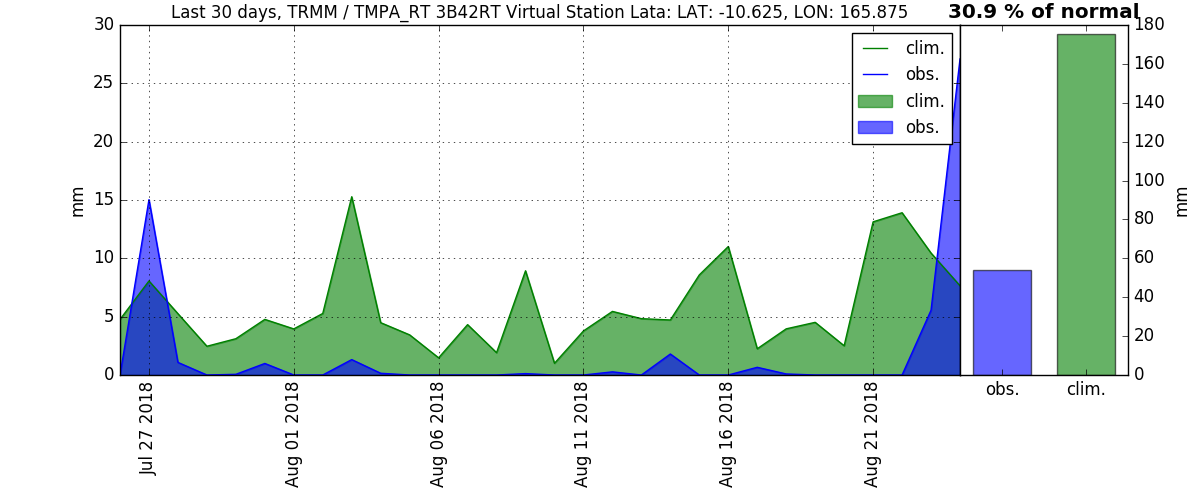 Last 30 days, TRMM / TMPA_RT 3B42RT Virtual Station Lata: LAT: -10.625, LON: 165.875
30.9 % of normal
30
25
20
15
10
5
0
mm
clim.
obs.
clim.
obs.
Jul 27 2018
Aug 01 2018
Aug 06 2018
Aug 11 2018
Aug 16 2018
Aug 21 2018
180
160
140
120
100
80
60
40
20
0
mm
obs.
clim.